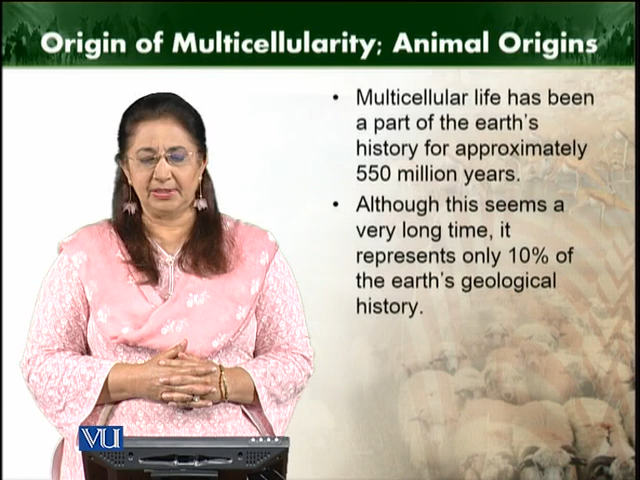 Origin of Multicellularity; Animal Origins
• Multicellular life has been
a part of the earth's
history for approximately
550 million years.
• Although this seems a
very long time, it
represents only 10% of
the earth's geological
history.
VU